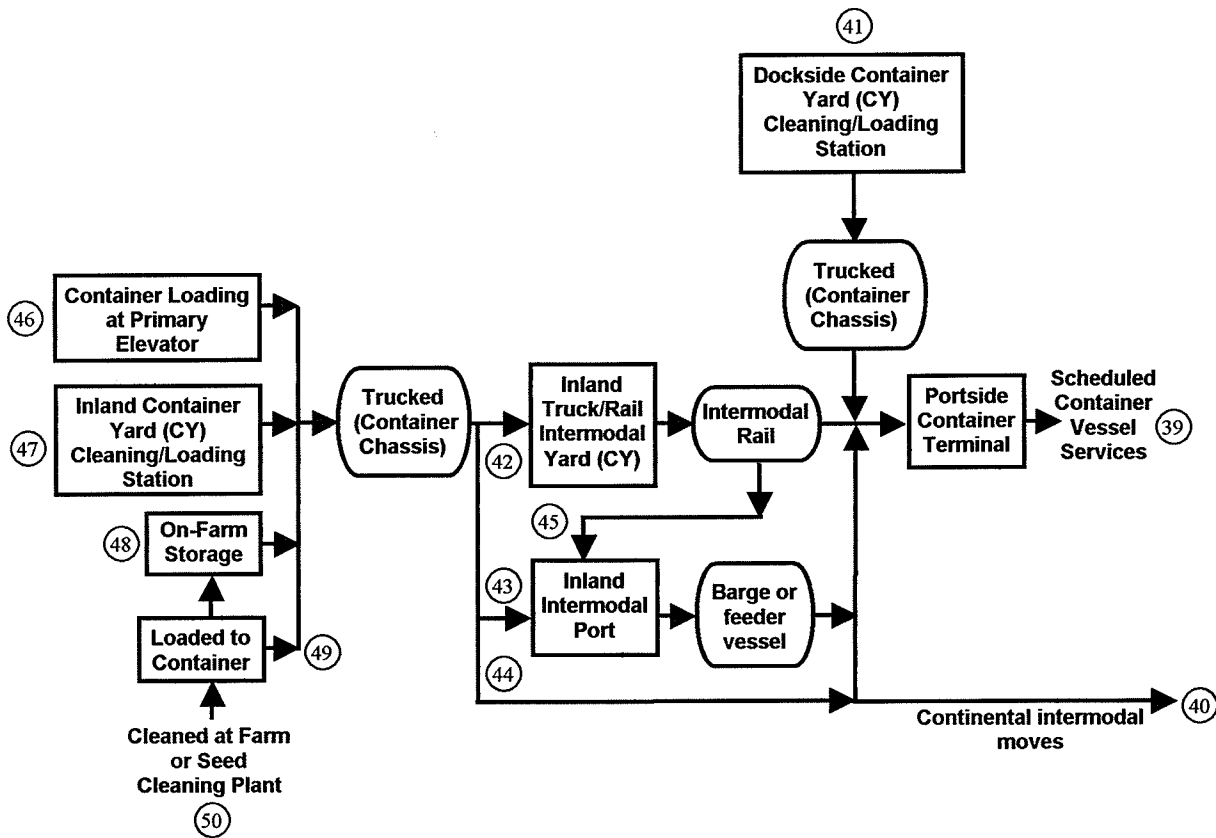 41
Dockside Container
Yard (CY)
Cleaning/Loading
Station
Trucked
(Container
Chassis)
46
Container Loading
at Primary
Elevator
47
Inland Container
Yard (CY)
Cleaning/Loading
Station
48
On-Farm
Storage
Loaded to
Container
49
Cleaned at Farm
or Seed
Cleaning Plant
50
Trucked
(Container
Chassis)
42
Inland
Truck/Rail
Intermodal
Yard (CY)
Intermodal
Rail
Portside
Container
Terminal
Scheduled
Container
Vessel
Services
39
45
43
Inland
Intermodal
Port
Barge or
feeder
vessel
44
Continental intermodal
moves
40